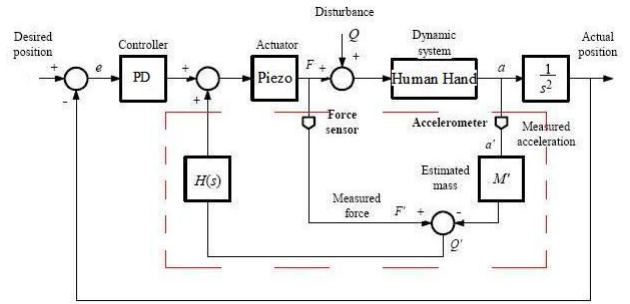 Disturbance
Desired
position
Controller
Actuator
Q
Dynamic
system
Actual
position
+
e
PD
+
Piezo
F
+
+
Human Hand
a
1
s²
-
+
Force
sensor
Accelerometer
Measured
acceleration
a'
H(s)
Estimated
mass
M'
Measured
force
F'
+
-
Q'